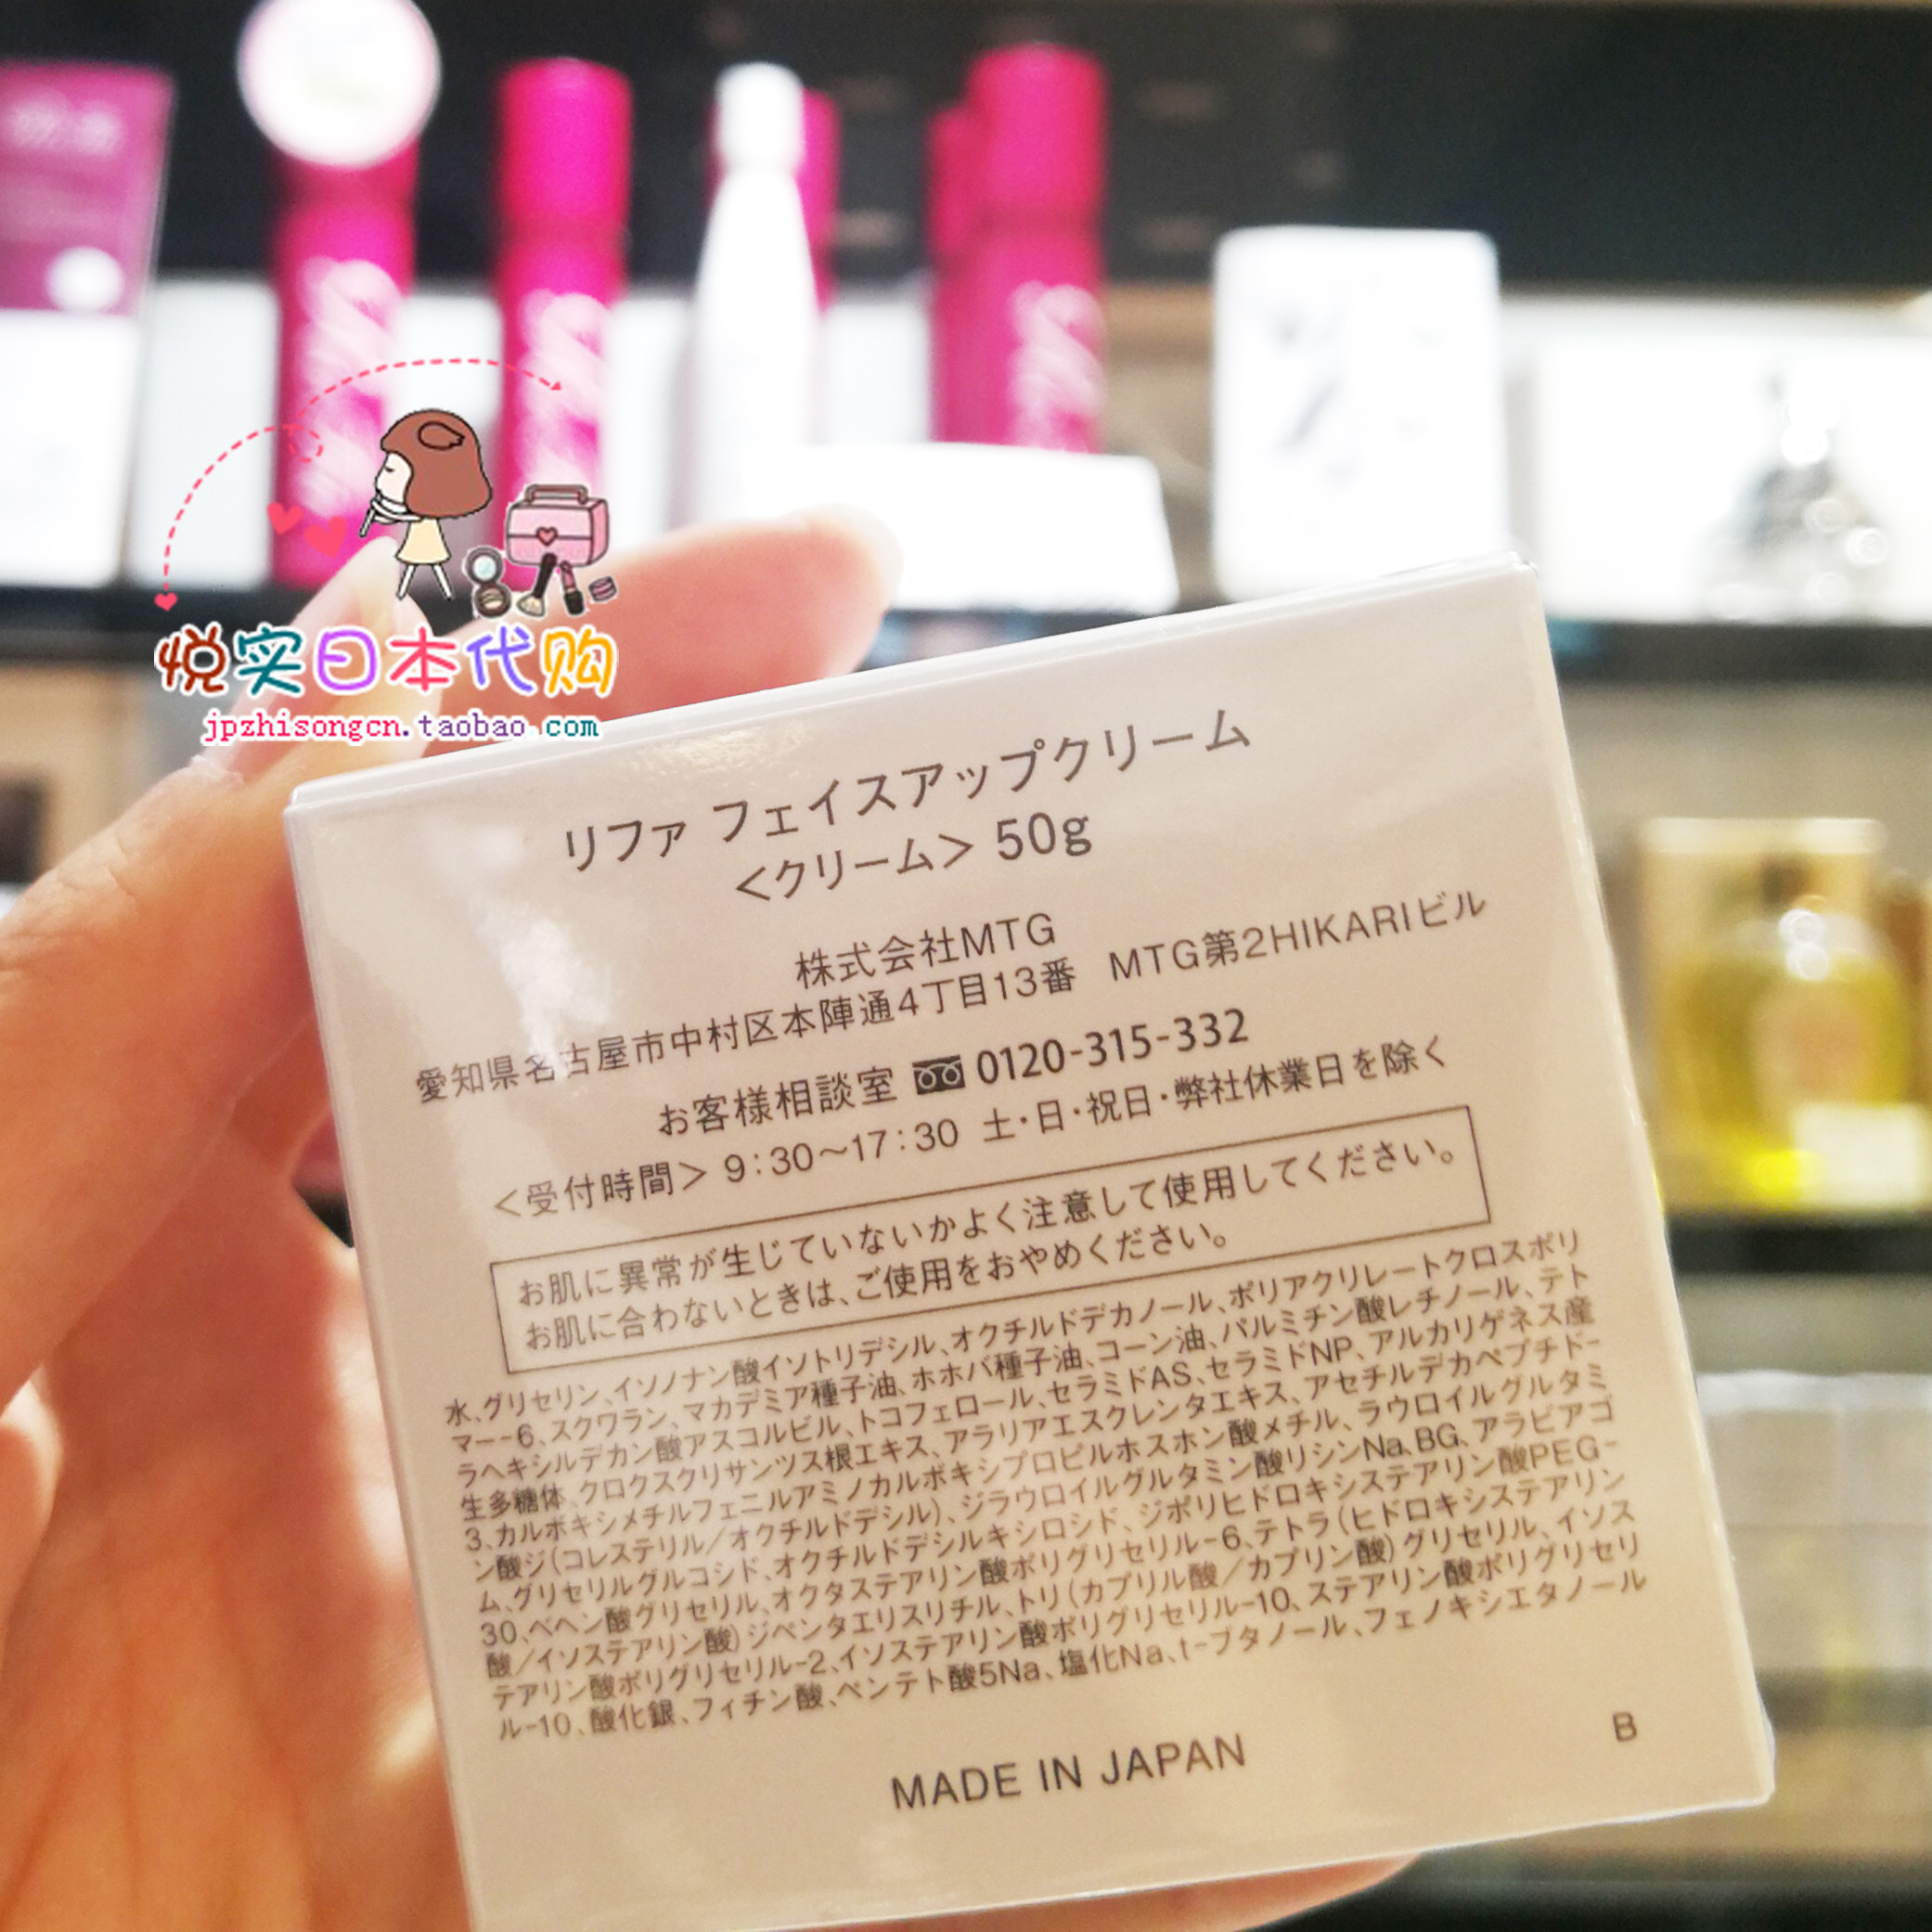 悦实日本代购
jpzhisongcn.taobao.com
リファ フェイスアップクリーム
<クリーム> 50g
株式会社MTG
愛知県名古屋市中村区本陣通4丁目13番 MTG第2HIKARIビル
お客様相談室 0120-315-332
<受付時間> 9:30～17:30 土・日・祝日・弊社休業日を除く
お肌に異常が生じていないかよく注意して使用してください。
お肌に合わないときは、ご使用をおやめください。
水、グリセリン、イソノナン酸イソトリデシル、オクチルドデカノール、ポリアクリレートクロスポリ
マー-6、スクワラン、マカデミア種子油、ホホバ種子油、コーン油、パルミチン酸レチノール、テト
ラヘキシルデカン酸アスコルビル、トコフェロール、セラミドAS、セラミドNP、アルカリゲネス産
生多糖体、クロクスクリサンツス根エキス、アラリアエスクレンタエキス、アセチルデカペプチド-
3、カルボキシメチルフェニルアミノカルボキシプロピルホスホン酸メチル、ラウロイルグルタミ
ン酸ジ(コレステリル/オクチルドデシル)、ジラウロイルグルタミン酸リシンNa、BG、アラビアゴ
ム、グリセリルグルコシド、オクチルドデシルキシロシド、ジポリヒドロキシステアリン酸PEG-
30、ベヘン酸グリセリル、オクタステアリン酸ポリグリセリル-6、テトラ(ヒドロキシステアリン
酸/イソステアリン酸)ジペンタエリスリチル、トリ(カプリル酸/カプリン酸)グリセリル、イソス
テアリン酸ポリグリセリル-2、イソステアリン酸ポリグリセリル-10、ステアリン酸ポリグリセリ
ル-10、酸化銀、フィチン酸、ペンテト酸5Na、塩化Na、t-ブタノール、フェノキシエタノール
B
MADE IN JAPAN